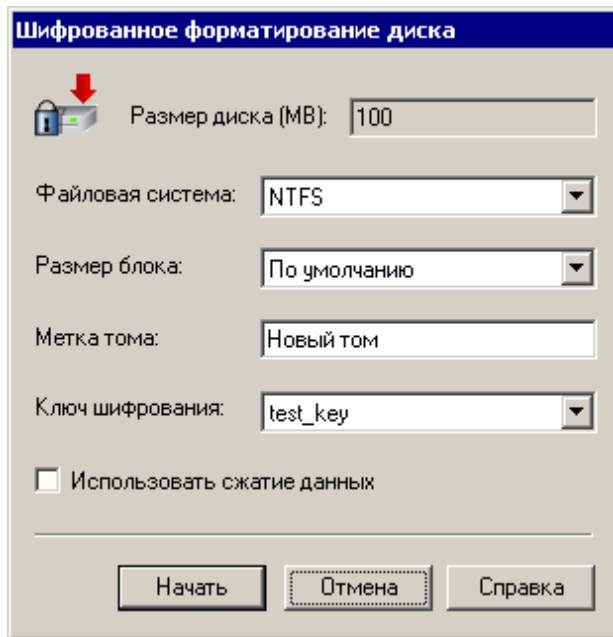 Шифрованное форматирование диска
Размер диска (MB): 100
Файловая система: NTFS
Размер блока: По умолчанию
Метка тома: Новый том
Ключ шифрования: test_key
Использовать сжатие данных
Начать Отмена Справка